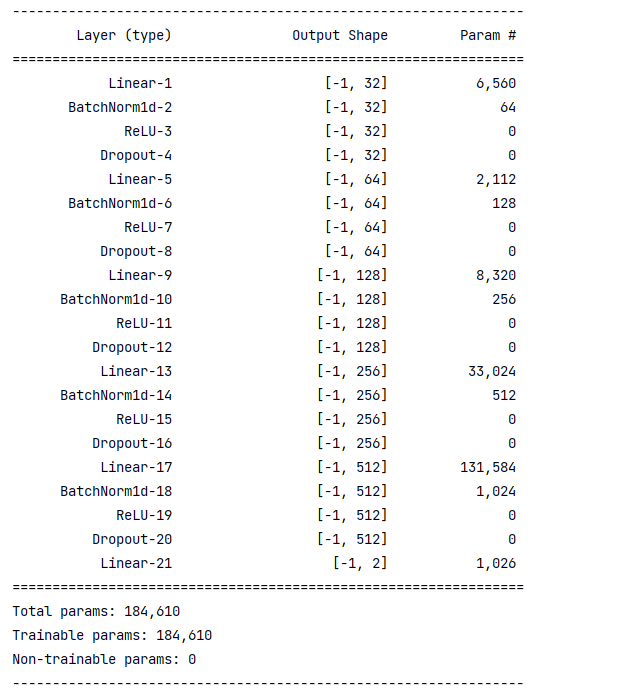 ----------------------------------------------------------------
        Layer (type)               Output Shape         Param #
================================================================
            Linear-1                   [-1, 32]           6,560
       BatchNorm1d-2                   [-1, 32]              64
              ReLU-3                   [-1, 32]               0
           Dropout-4                   [-1, 32]               0
            Linear-5                   [-1, 64]           2,112
       BatchNorm1d-6                   [-1, 64]             128
              ReLU-7                   [-1, 64]               0
           Dropout-8                   [-1, 64]               0
            Linear-9                  [-1, 128]           8,320
      BatchNorm1d-10                  [-1, 128]             256
             ReLU-11                  [-1, 128]               0
          Dropout-12                  [-1, 128]               0
           Linear-13                  [-1, 256]          33,024
      BatchNorm1d-14                  [-1, 256]             512
             ReLU-15                  [-1, 256]               0
          Dropout-16                  [-1, 256]               0
           Linear-17                  [-1, 512]         131,584
      BatchNorm1d-18                  [-1, 512]           1,024
             ReLU-19                  [-1, 512]               0
          Dropout-20                  [-1, 512]               0
           Linear-21                    [-1, 2]           1,026
================================================================
Total params: 184,610
Trainable params: 184,610
Non-trainable params: 0
----------------------------------------------------------------